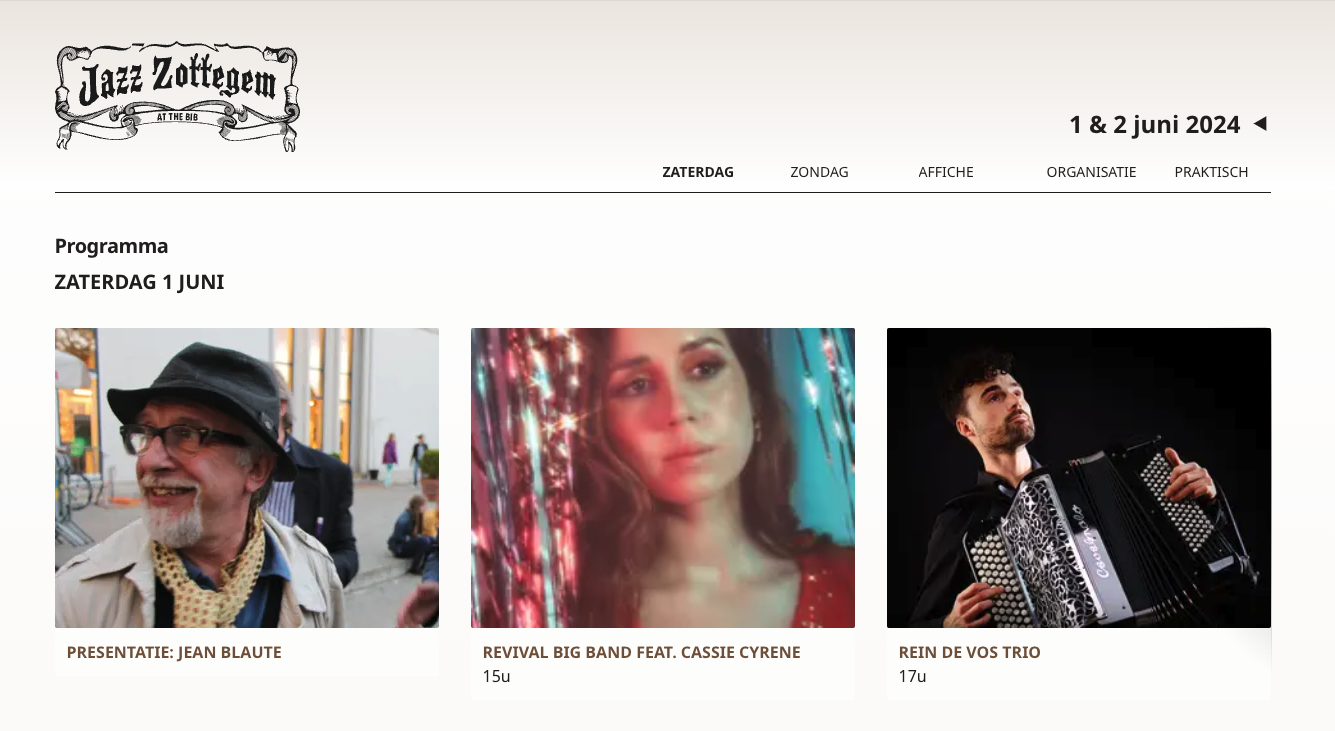 Jazz Zottegem
AT THE BIB
1 & 2 juni 2024 ◀
ZATERDAG ZONDAG AFFICHE ORGANISATIE PRAKTISCH
Programma
ZATERDAG 1 JUNI
PRESENTATIE: JEAN BLAUTE
REVIVAL BIG BAND FEAT. CASSIE CYRENE
15u
REIN DE VOS TRIO
17u